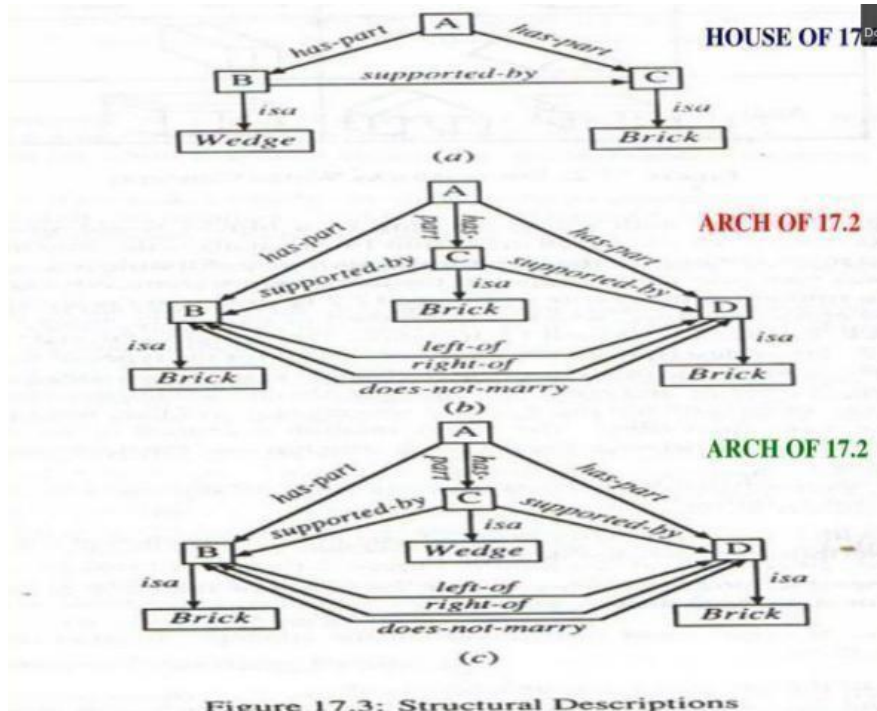 A
HOUSE OF 17.
Do
has-part has-part
B supported-by C
isa isa
Wedge Brick
(a)
A
ARCH OF 17.2
has-part has-part has-part
C
supported-by supported-by
isa
B Brick D
isa isa
left-of
Brick right-of Brick
does-not-marry
(b)
A
ARCH OF 17.2
has-part has-part has-part
C
supported-by supported-by
isa
B Wedge D
isa isa
left-of
Brick right-of Brick
does-not-marry
(c)
Figure 17.3: Structural Descriptions